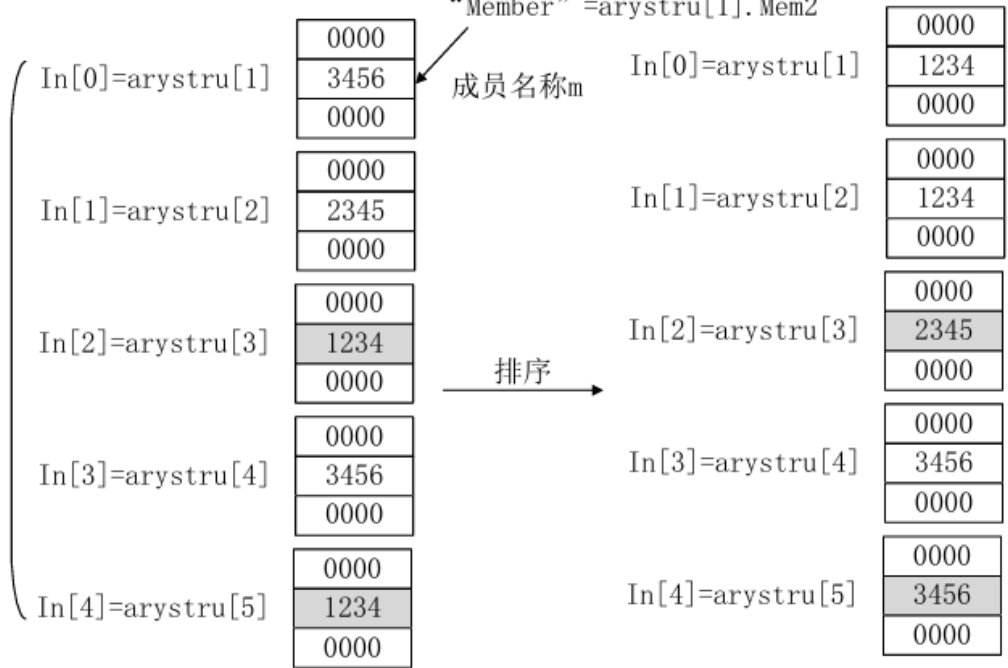 “Member” =arystru[1].Mem2
0000
In[0]=arystru[1] 3456
0000
成员名称m
0000
In[1]=arystru[2] 2345
0000
0000
In[2]=arystru[3] 1234
0000
0000
In[3]=arystru[4] 3456
0000
0000
In[4]=arystru[5] 1234
0000
排序
0000
In[0]=arystru[1] 1234
0000
0000
In[1]=arystru[2] 1234
0000
0000
In[2]=arystru[3] 2345
0000
0000
In[3]=arystru[4] 3456
0000
0000
In[4]=arystru[5] 3456
0000